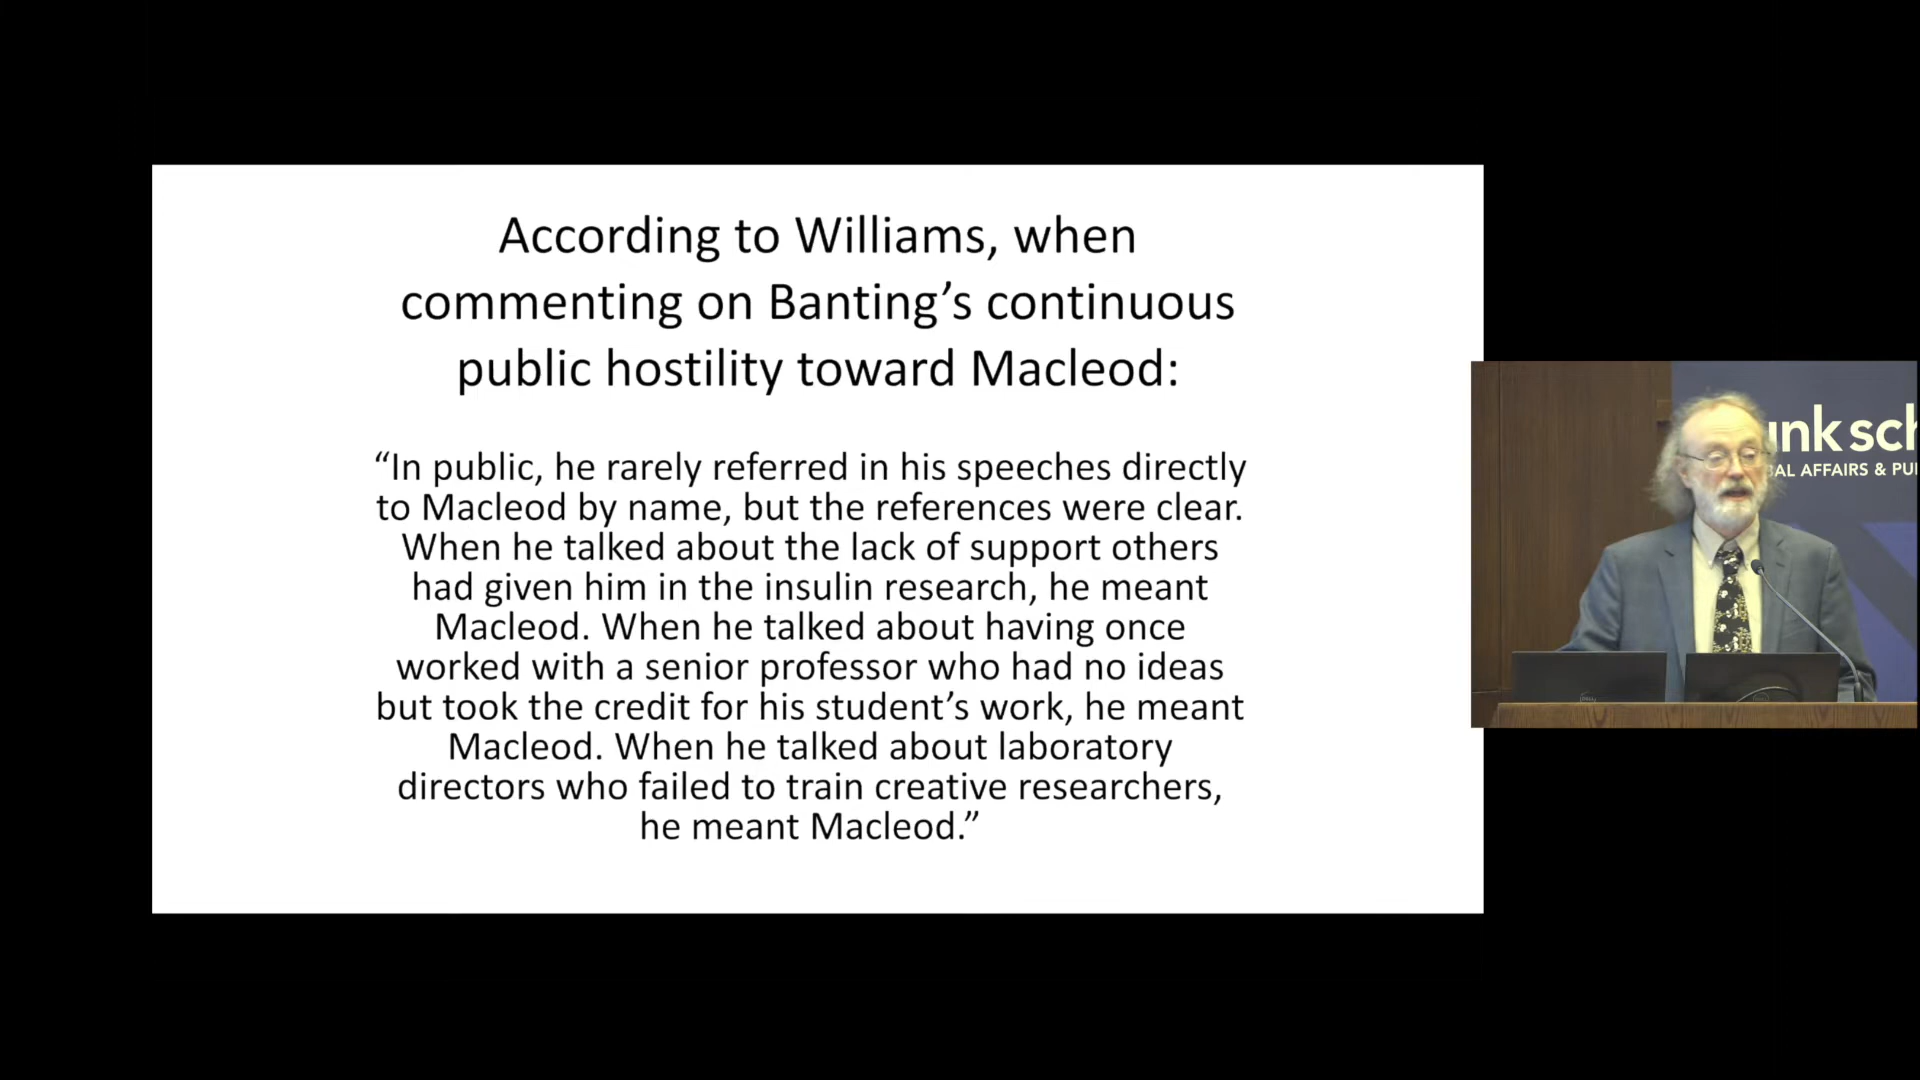 According to Williams, when
commenting on Banting’s continuous
public hostility toward Macleod:
“In public, he rarely referred in his speeches directly
to Macleod by name, but the references were clear.
When he talked about the lack of support others
had given him in the insulin research, he meant
Macleod. When he talked about having once
worked with a senior professor who had no ideas
but took the credit for his student’s work, he meant
Macleod. When he talked about laboratory
directors who failed to train creative researchers,
he meant Macleod.”
unk sch
BAL AFFAIRS & PU